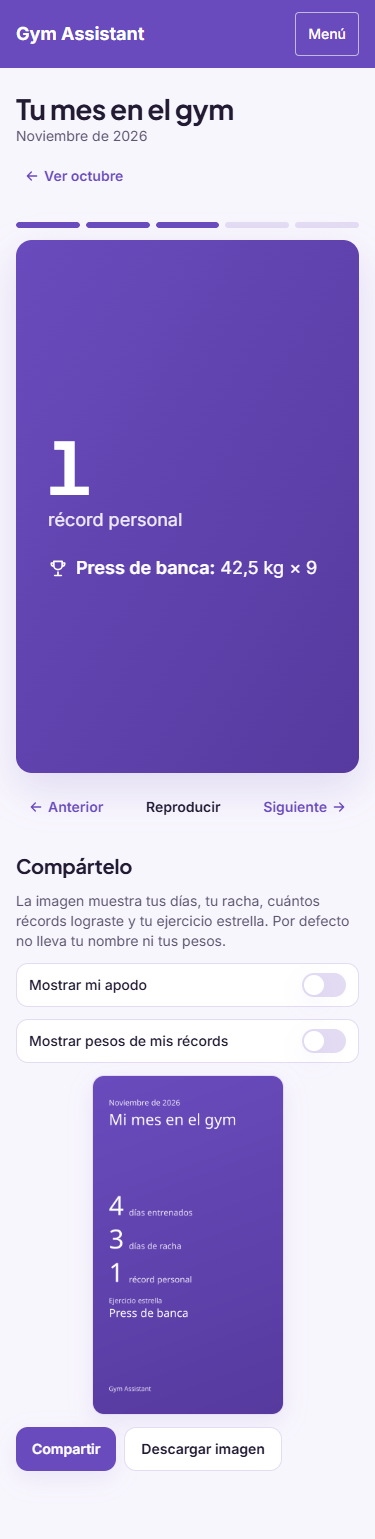 Gym Assistant
Menú
Tu mes en el gym
Noviembre de 2026
← Ver octubre
1
récord personal
Press de banca: 42,5 kg × 9
← Anterior
Reproducir
Siguiente →
Compártelo
La imagen muestra tus días, tu racha, cuántos
récords lograste y tu ejercicio estrella. Por defecto
no lleva tu nombre ni tus pesos.
Mostrar mi apodo
Mostrar pesos de mis récords
Noviembre de 2026
Mi mes en el gym
4 días entrenados
3 días de racha
1 récord personal
Ejercicio estrella
Press de banca
Gym Assistant
Compartir
Descargar imagen